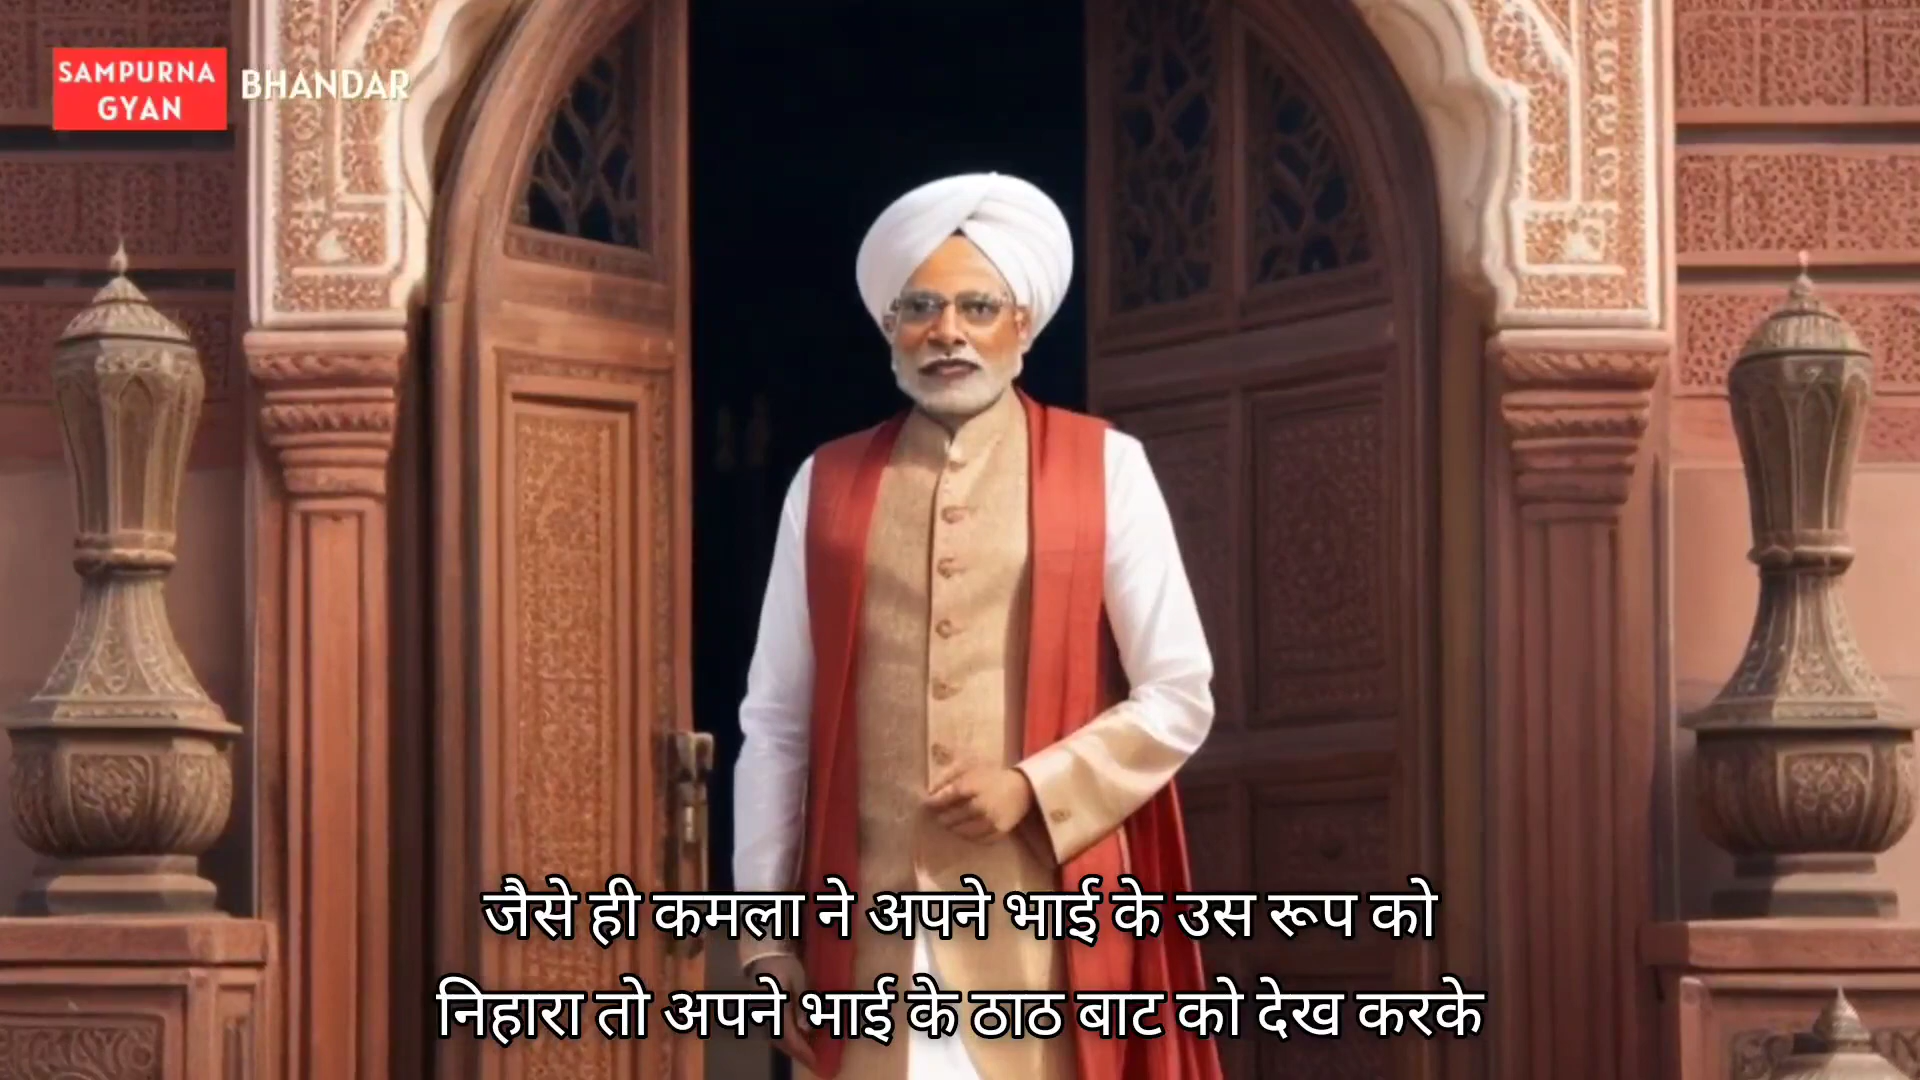 SAMPURNA
GYAN
BHANDAR
जैसे ही कमला ने अपने भाई के उस रूप को
निहारा तो अपने भाई के ठाठ बाट को देख करके